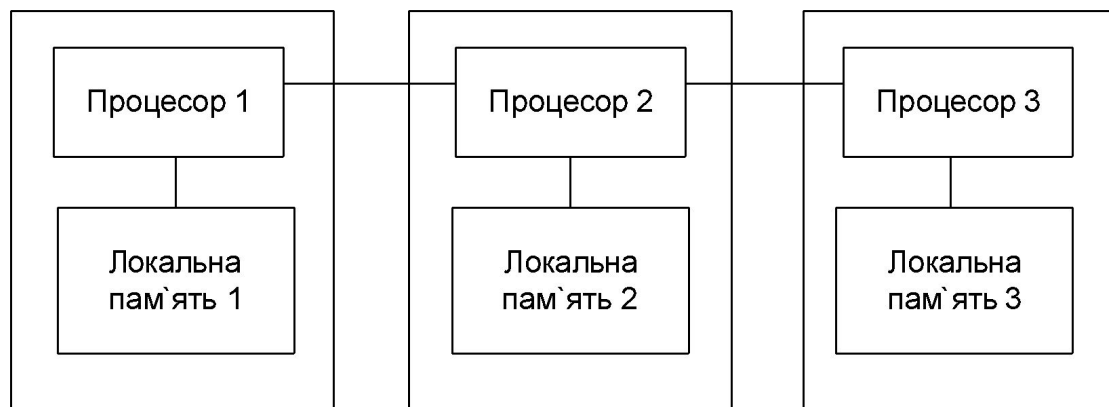 Процесор 1
Процесор 2
Процесор 3
Локальна
пам`ять 1
Локальна
пам`ять 2
Локальна
пам`ять 3